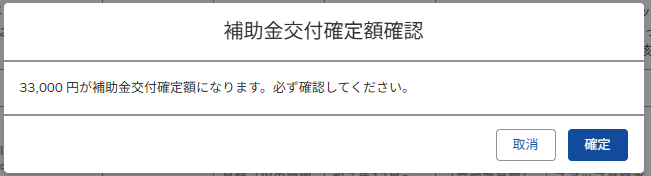 補助金交付確定額確認
33,000 円が補助金交付確定額になります。必ず確認してください。
取消
確定